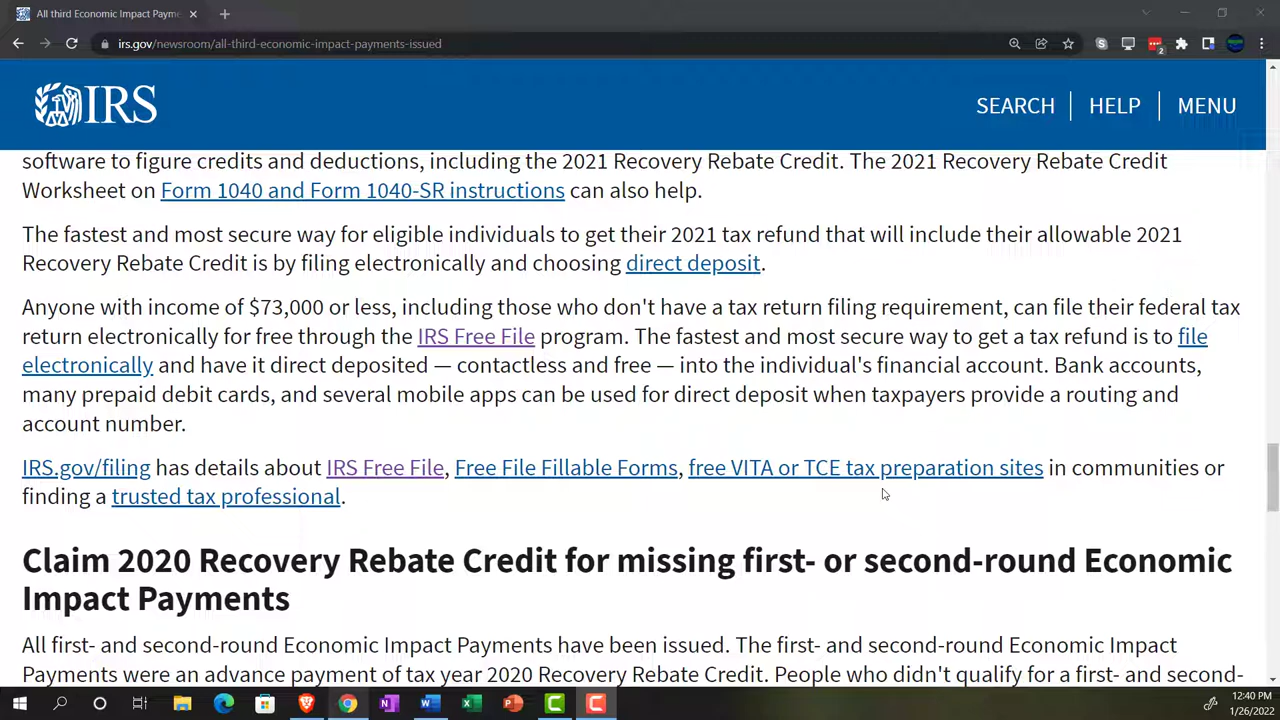 All third Economic Impact Payme
irs.gov/newsroom/all-third-economic-impact-payments-issued
2
IRS
SEARCH
HELP
MENU
software to figure credits and deductions, including the 2021 Recovery Rebate Credit. The 2021 Recovery Rebate Credit
Worksheet on Form 1040 and Form 1040-SR instructions can also help.
The fastest and most secure way for eligible individuals to get their 2021 tax refund that will include their allowable 2021
Recovery Rebate Credit is by filing electronically and choosing direct deposit.
Anyone with income of $73,000 or less, including those who don't have a tax return filing requirement, can file their federal tax
return electronically for free through the IRS Free File program. The fastest and most secure way to get a tax refund is to file
electronically and have it direct deposited — contactless and free — into the individual's financial account. Bank accounts,
many prepaid debit cards, and several mobile apps can be used for direct deposit when taxpayers provide a routing and
account number.
IRS.gov/filing has details about IRS Free File, Free File Fillable Forms, free VITA or TCE tax preparation sites in communities or
finding a trusted tax professional.
Claim 2020 Recovery Rebate Credit for missing first- or second-round Economic
Impact Payments
All first- and second-round Economic Impact Payments have been issued. The first- and second-round Economic Impact
Payments were an advance payment of tax year 2020 Recovery Rebate Credit. People who didn't qualify for a first- and second-
12:40 PM
1/26/2022